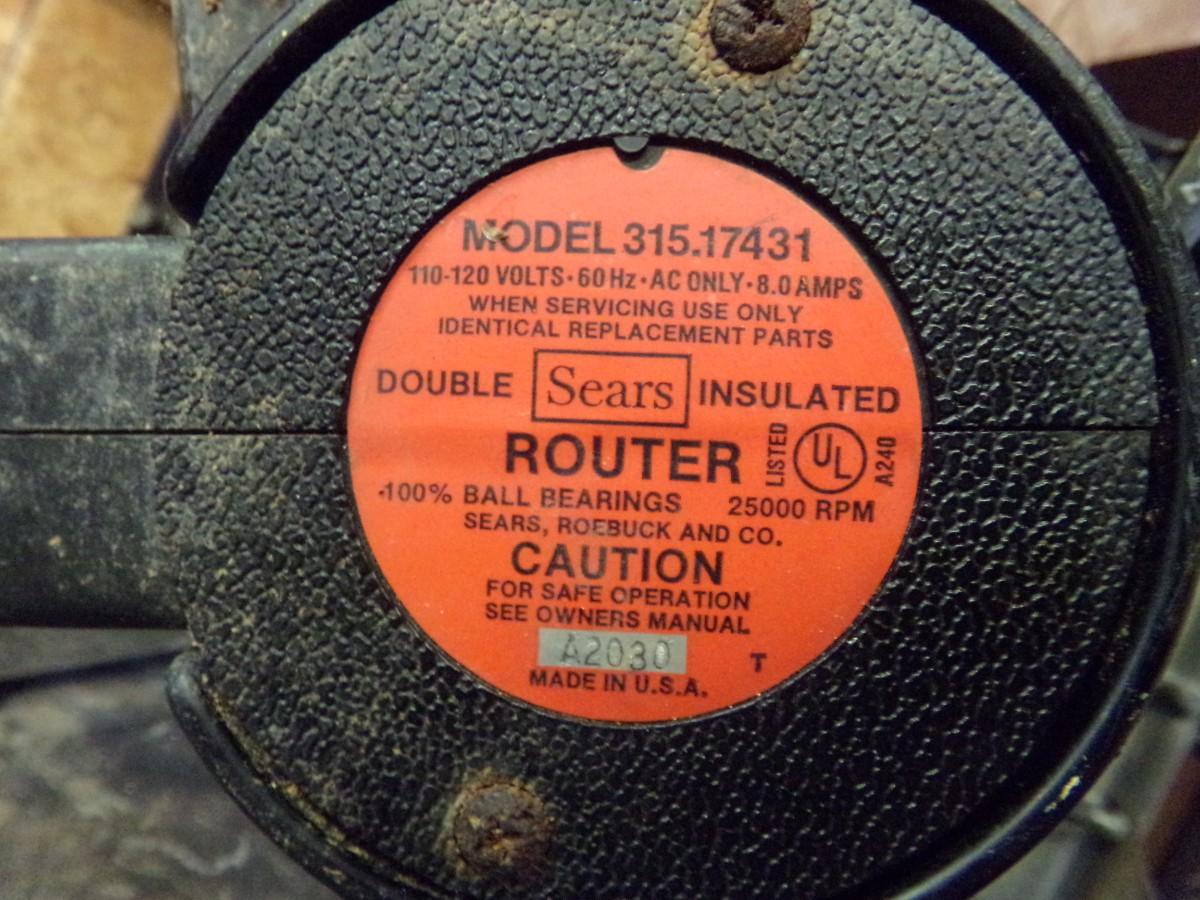 MODEL 315.17431
110-120 VOLTS·60 Hz·AC ONLY·8.0 AMPS
WHEN SERVICING USE ONLY
IDENTICAL REPLACEMENT PARTS
DOUBLE Sears INSULATED
ROUTER LISTED UL A240
·100% BALL BEARINGS 25000 RPM
SEARS, ROEBUCK AND CO.
CAUTION
FOR SAFE OPERATION
SEE OWNERS MANUAL
A2030 T
MADE IN U.S.A.